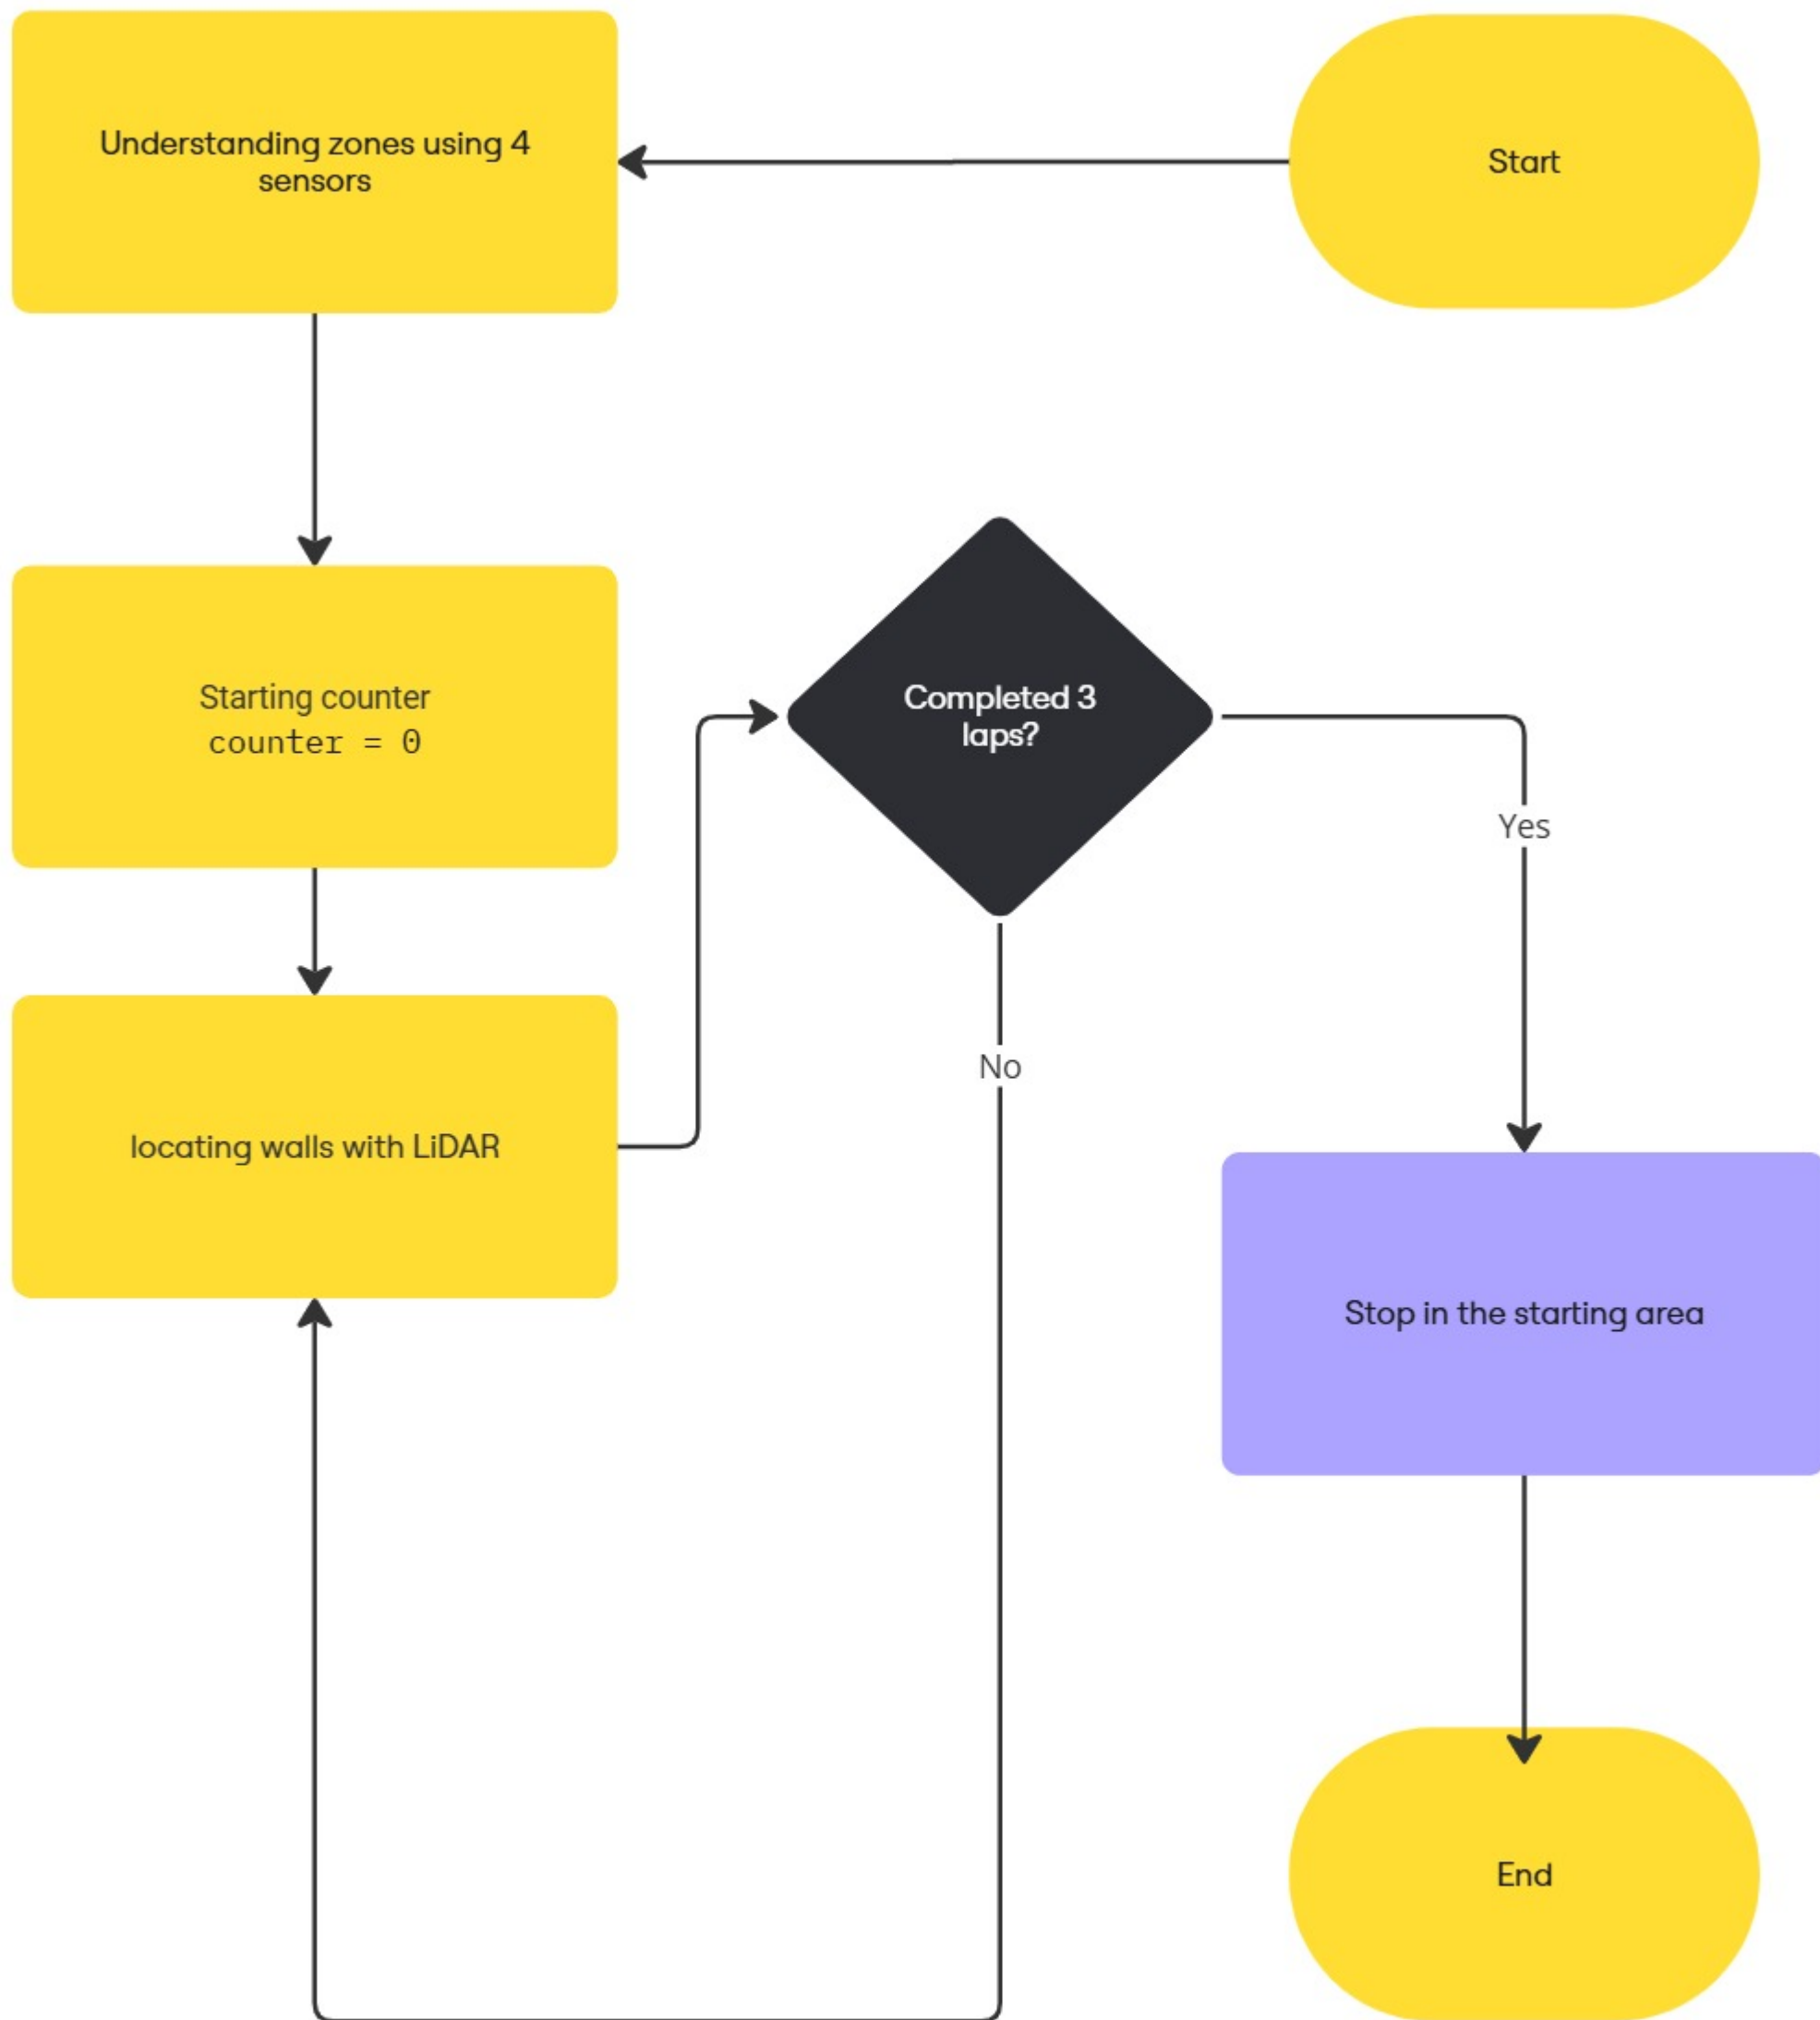 Start
Understanding zones using 4
sensors
Starting counter
counter = 0
locating walls with LiDAR
Completed 3
laps?
Yes
No
Stop in the starting area
End